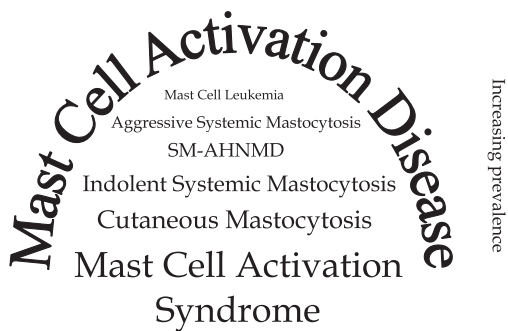 Mast Cell Activation Disease
Mast Cell Leukemia
Aggressive Systemic Mastocytosis
SM-AHNMD
Indolent Systemic Mastocytosis
Cutaneous Mastocytosis
Mast Cell Activation
Syndrome
Increasing prevalence